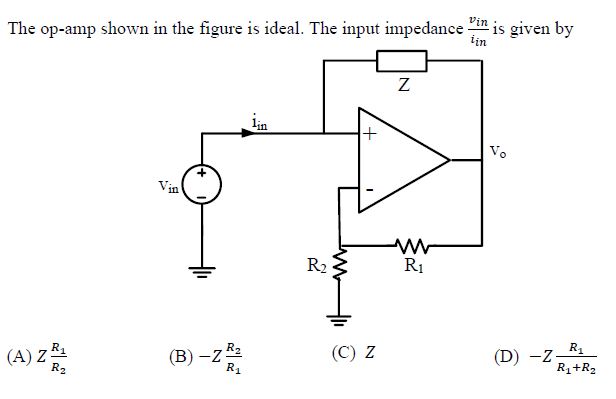 The op-amp shown in the figure is ideal. The input impedance \frac{v_{in}}{i_{in}} is given by
Z
i_{in}
+
V_o
+
V_{in}
-
R_2
R_1
(A) Z \frac{R_1}{R_2}
(B) −Z \frac{R_2}{R_1}
(C) Z
(D) −Z \frac{R_1}{R_1+R_2}